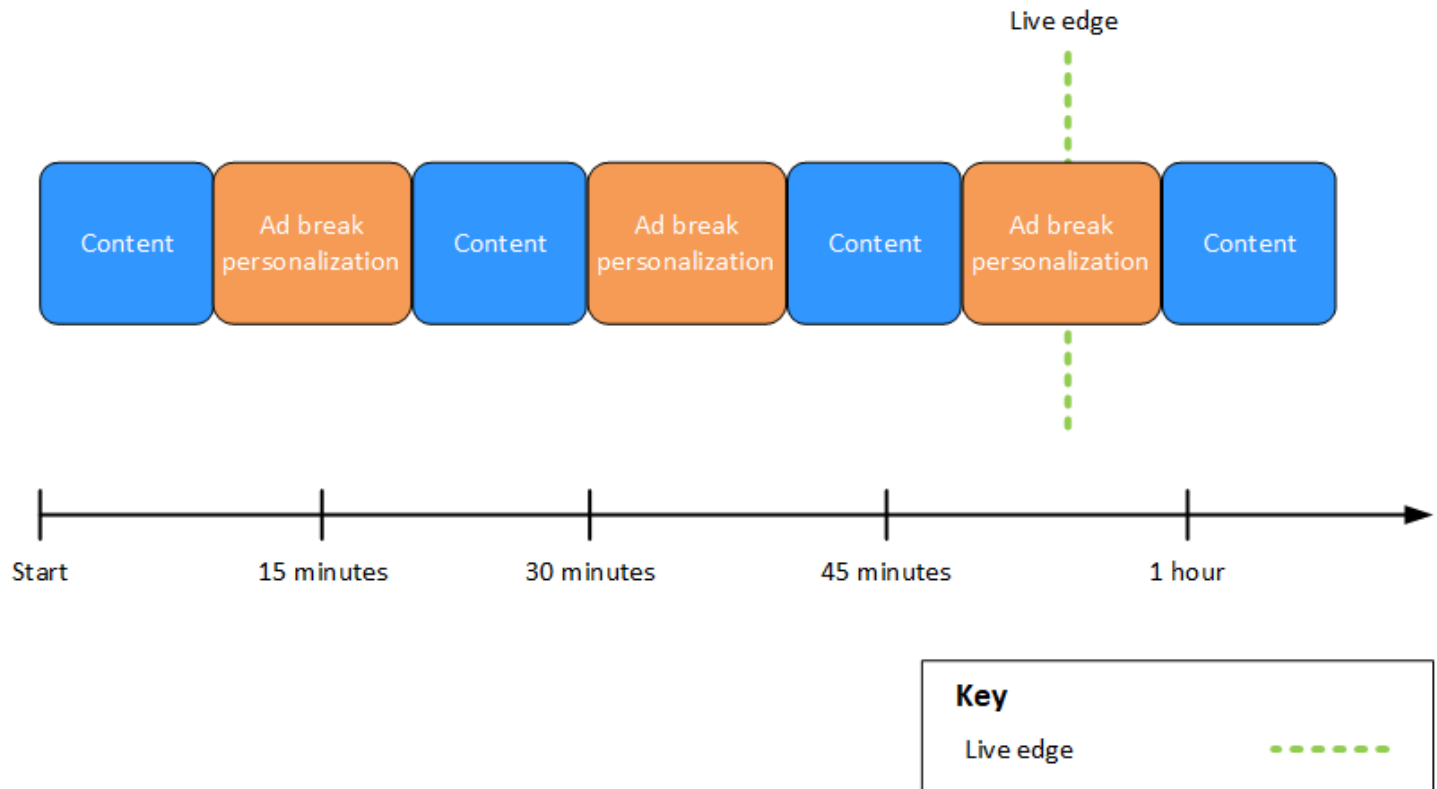 Live edge
Content
Ad break
personalization
Content
Ad break
personalization
Content
Ad break
personalization
Content
Start
15 minutes
30 minutes
45 minutes
1 hour
Key
Live edge